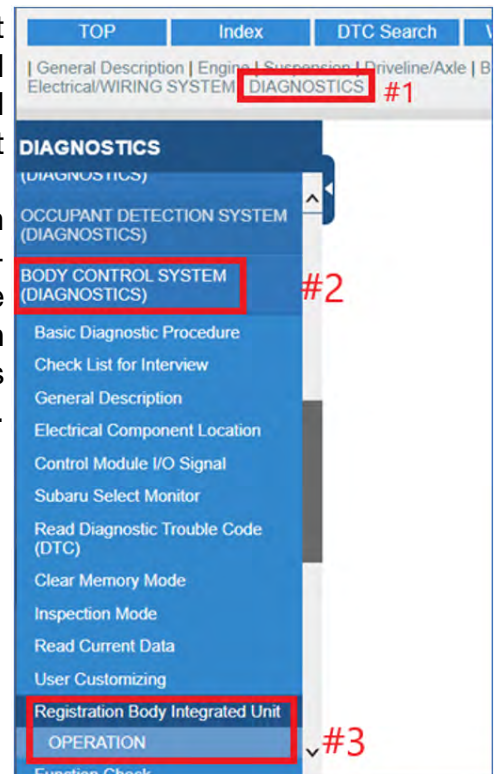 TOP Index DTC Search
| General Description | Engine | Suspension | Driveline/Axle | B
Electrical/WIRING SYSTEM | DIAGNOSTICS #1
DIAGNOSTICS
(DIAGNOSTICS)
OCCUPANT DETECTION SYSTEM
(DIAGNOSTICS)
BODY CONTROL SYSTEM
(DIAGNOSTICS)
#2
Basic Diagnostic Procedure
Check List for Interview
General Description
Electrical Component Location
Control Module I/O Signal
Subaru Select Monitor
Read Diagnostic Trouble Code
(DTC)
Clear Memory Mode
Inspection Mode
Read Current Data
User Customizing
Registration Body Integrated Unit
OPERATION
#3
Function Check